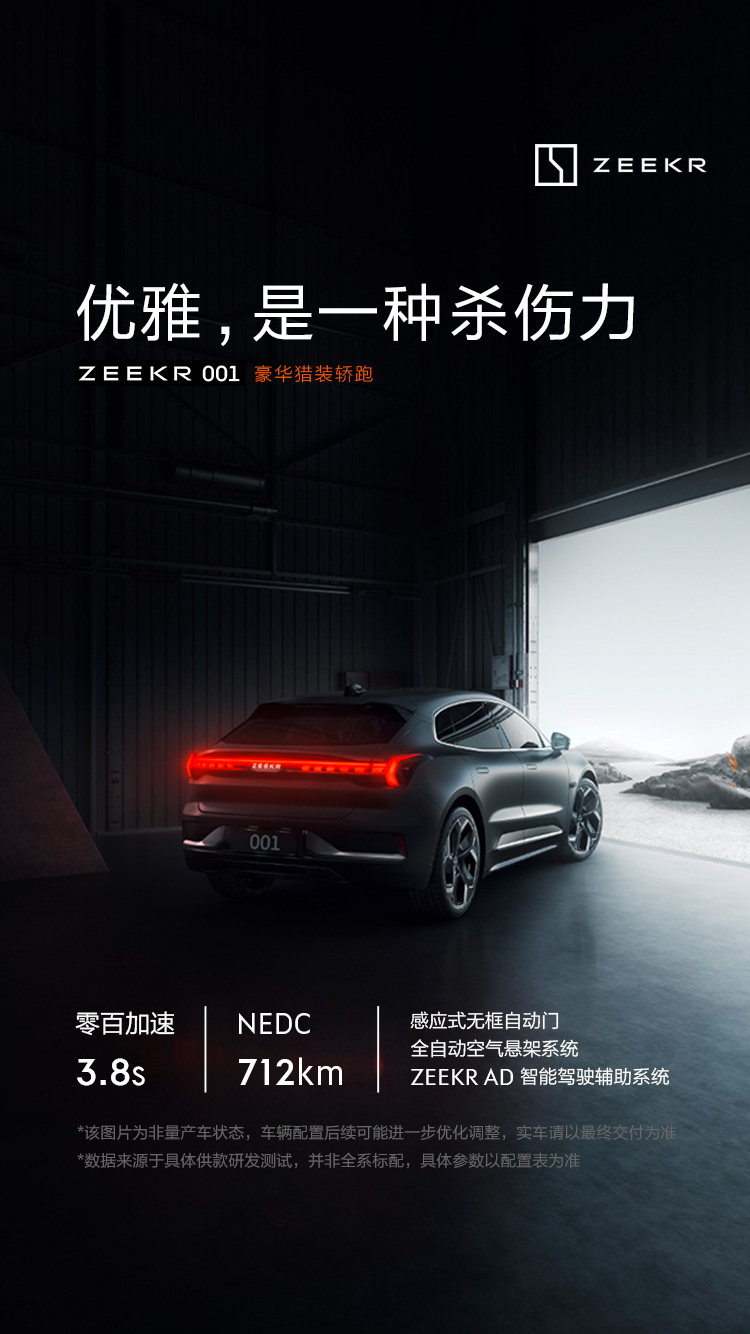 ZEEKR
优雅，是一种杀伤力
ZEEKR 001 豪华猎装轿跑
ZEEKR
001
零百加速
3.8s
NEDC
712km
感应式无框自动门
全自动空气悬架系统
ZEEKR AD 智能驾驶辅助系统
*该图片为非量产车状态，车辆配置后续可能进一步优化调整，实车请以最终交付为准
*数据来源于具体供款研发测试，并非全系标配，具体参数以配置表为准